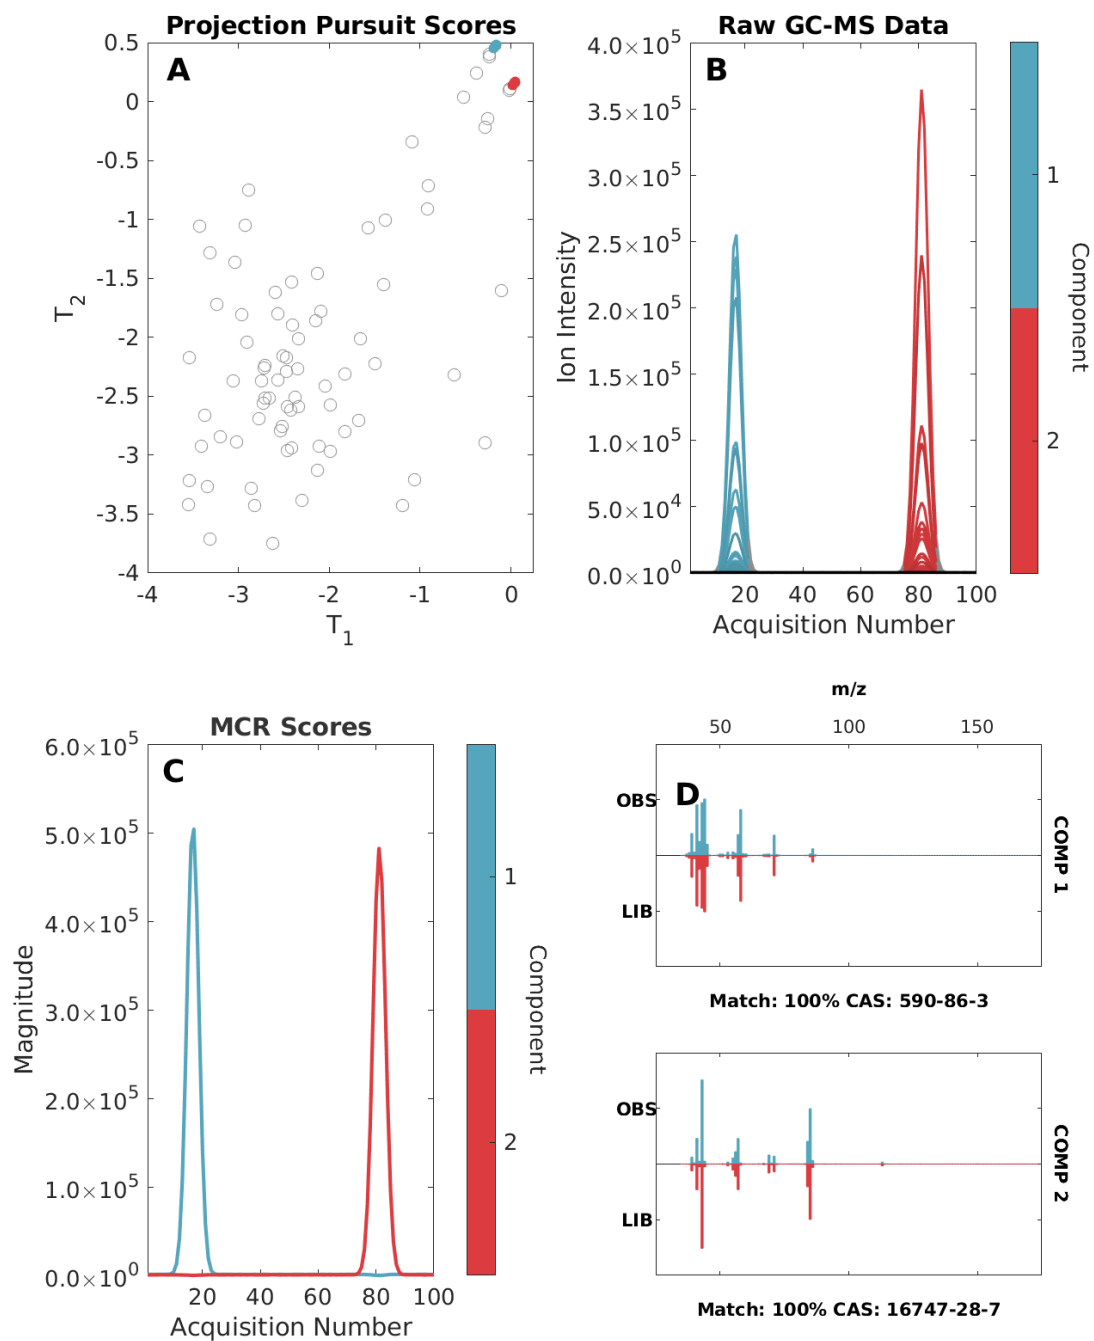 Projection Pursuit Scores
A
0.5
0
-0.5
-1
-1.5
-2
-2.5
-3
-3.5
-4
T2
-4 -3 -2 -1 0
T1
Raw GC-MS Data
B
4.0×10^5
3.5×10^5
3.0×10^5
2.5×10^5
2.0×10^5
1.5×10^5
1.0×10^5
5.0×10^4
0.0×10^0
Ion Intensity
20 40 60 80 100
Acquisition Number
1
2
Component
MCR Scores
C
6.0×10^5
5.0×10^5
4.0×10^5
3.0×10^5
2.0×10^5
1.0×10^5
0.0×10^0
Magnitude
20 40 60 80 100
Acquisition Number
1
2
Component
m/z
50 100 150
D
OBS
LIB
COMP 1
Match: 100% CAS: 590-86-3
OBS
LIB
COMP 2
Match: 100% CAS: 16747-28-7